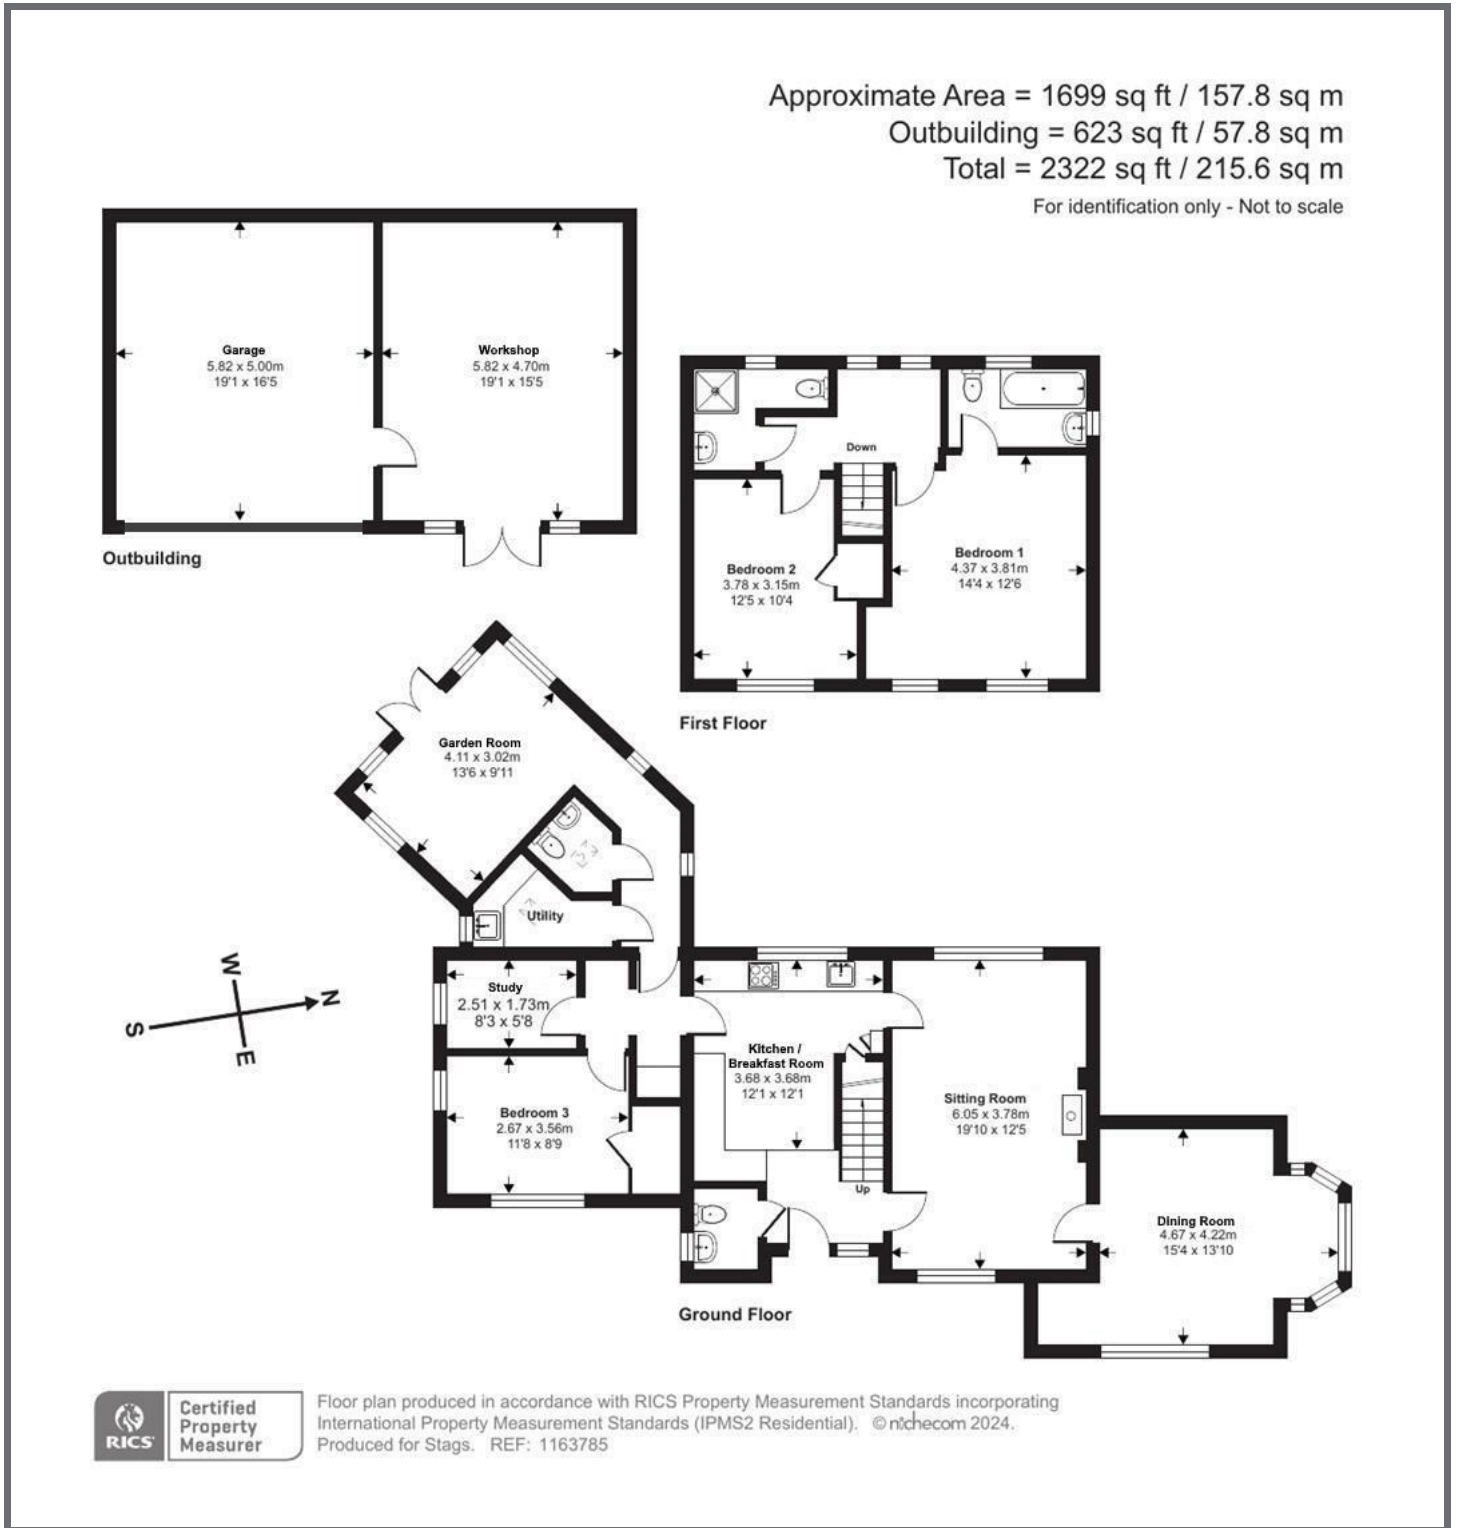 Approximate Area = 1699 sq ft / 157.8 sq m
Outbuilding = 623 sq ft / 57.8 sq m
Total = 2322 sq ft / 215.6 sq m
For identification only - Not to scale
Garage
5.82 x 5.00m
19'1 x 16'5
Workshop
5.82 x 4.70m
19'1 x 15'5
Outbuilding
Down
Bedroom 1
4.37 x 3.81m
14'4 x 12'6
Bedroom 2
3.78 x 3.15m
12'5 x 10'4
First Floor
Garden Room
4.11 x 3.02m
13'6 x 9'11
Utility
W
N
S
E
Study
2.51 x 1.73m
8'3 x 5'8
Kitchen /
Breakfast Room
3.68 x 3.68m
12'1 x 12'1
Bedroom 3
2.67 x 3.56m
11'8 x 8'9
Sitting Room
6.05 x 3.78m
19'10 x 12'5
Up
Dining Room
4.67 x 4.22m
15'4 x 13'10
Ground Floor
RICS
Certified
Property
Measurer
Floor plan produced in accordance with RICS Property Measurement Standards incorporating
International Property Measurement Standards (IPMS2 Residential). © nichecom 2024.
Produced for Stags. REF: 1163785